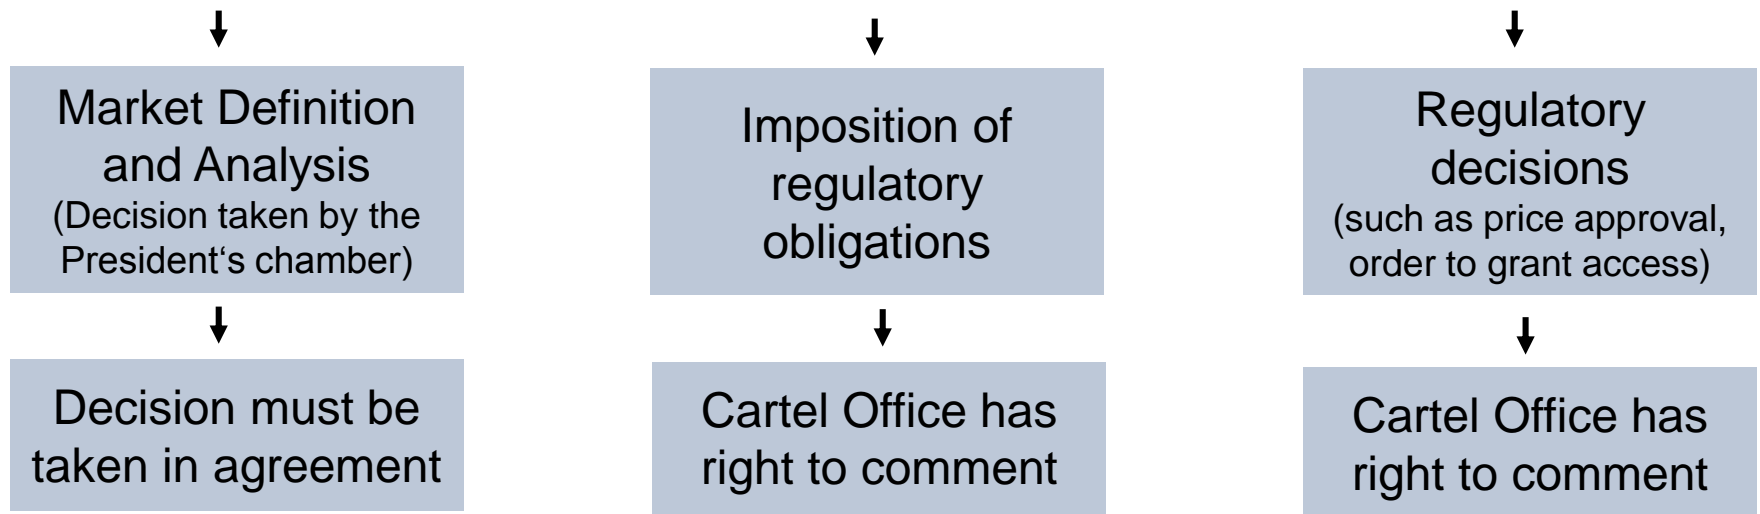 Market Definition
and Analysis
(Decision taken by the
President‘s chamber)
Decision must be
taken in agreement
Imposition of
regulatory
obligations
Cartel Office has
right to comment
Regulatory
decisions
(such as price approval,
order to grant access)
Cartel Office has
right to comment